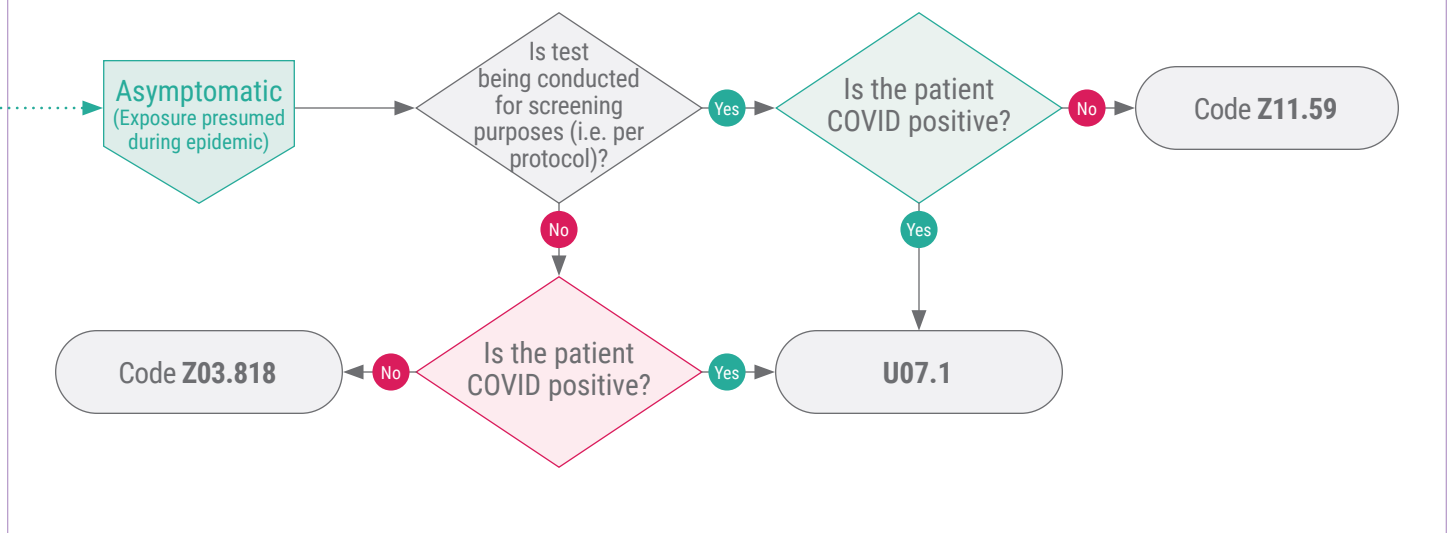 Asymptomatic
(Exposure presumed
during epidemic)
Is test
being conducted
for screening
purposes (i.e. per
protocol)?
Yes
Is the patient
COVID positive?
No
Code Z11.59
No
Yes
Code Z03.818
No
Is the patient
COVID positive?
Yes
U07.1